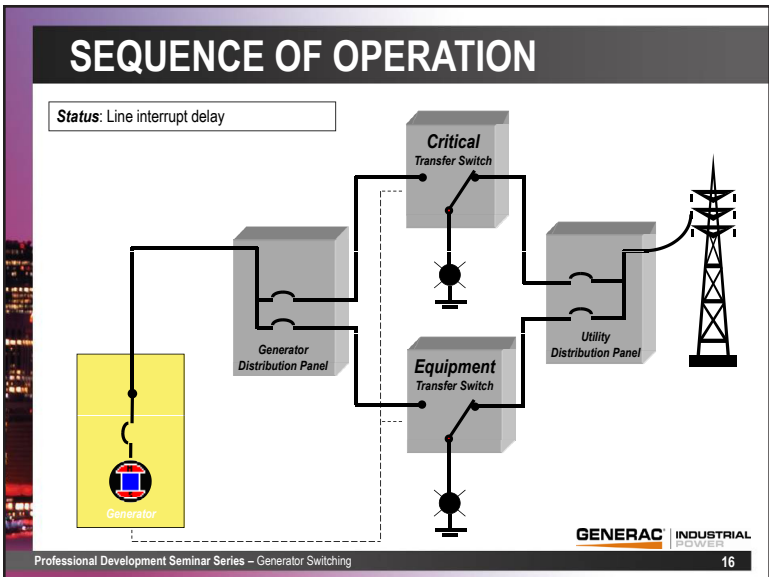 SEQUENCE OF OPERATION
Status: Line interrupt delay
Critical
Transfer Switch
Generator
Distribution Panel
Utility
Distribution Panel
Equipment
Transfer Switch
Generator
GENERAC INDUSTRIAL
POWER
Professional Development Seminar Series – Generator Switching
16